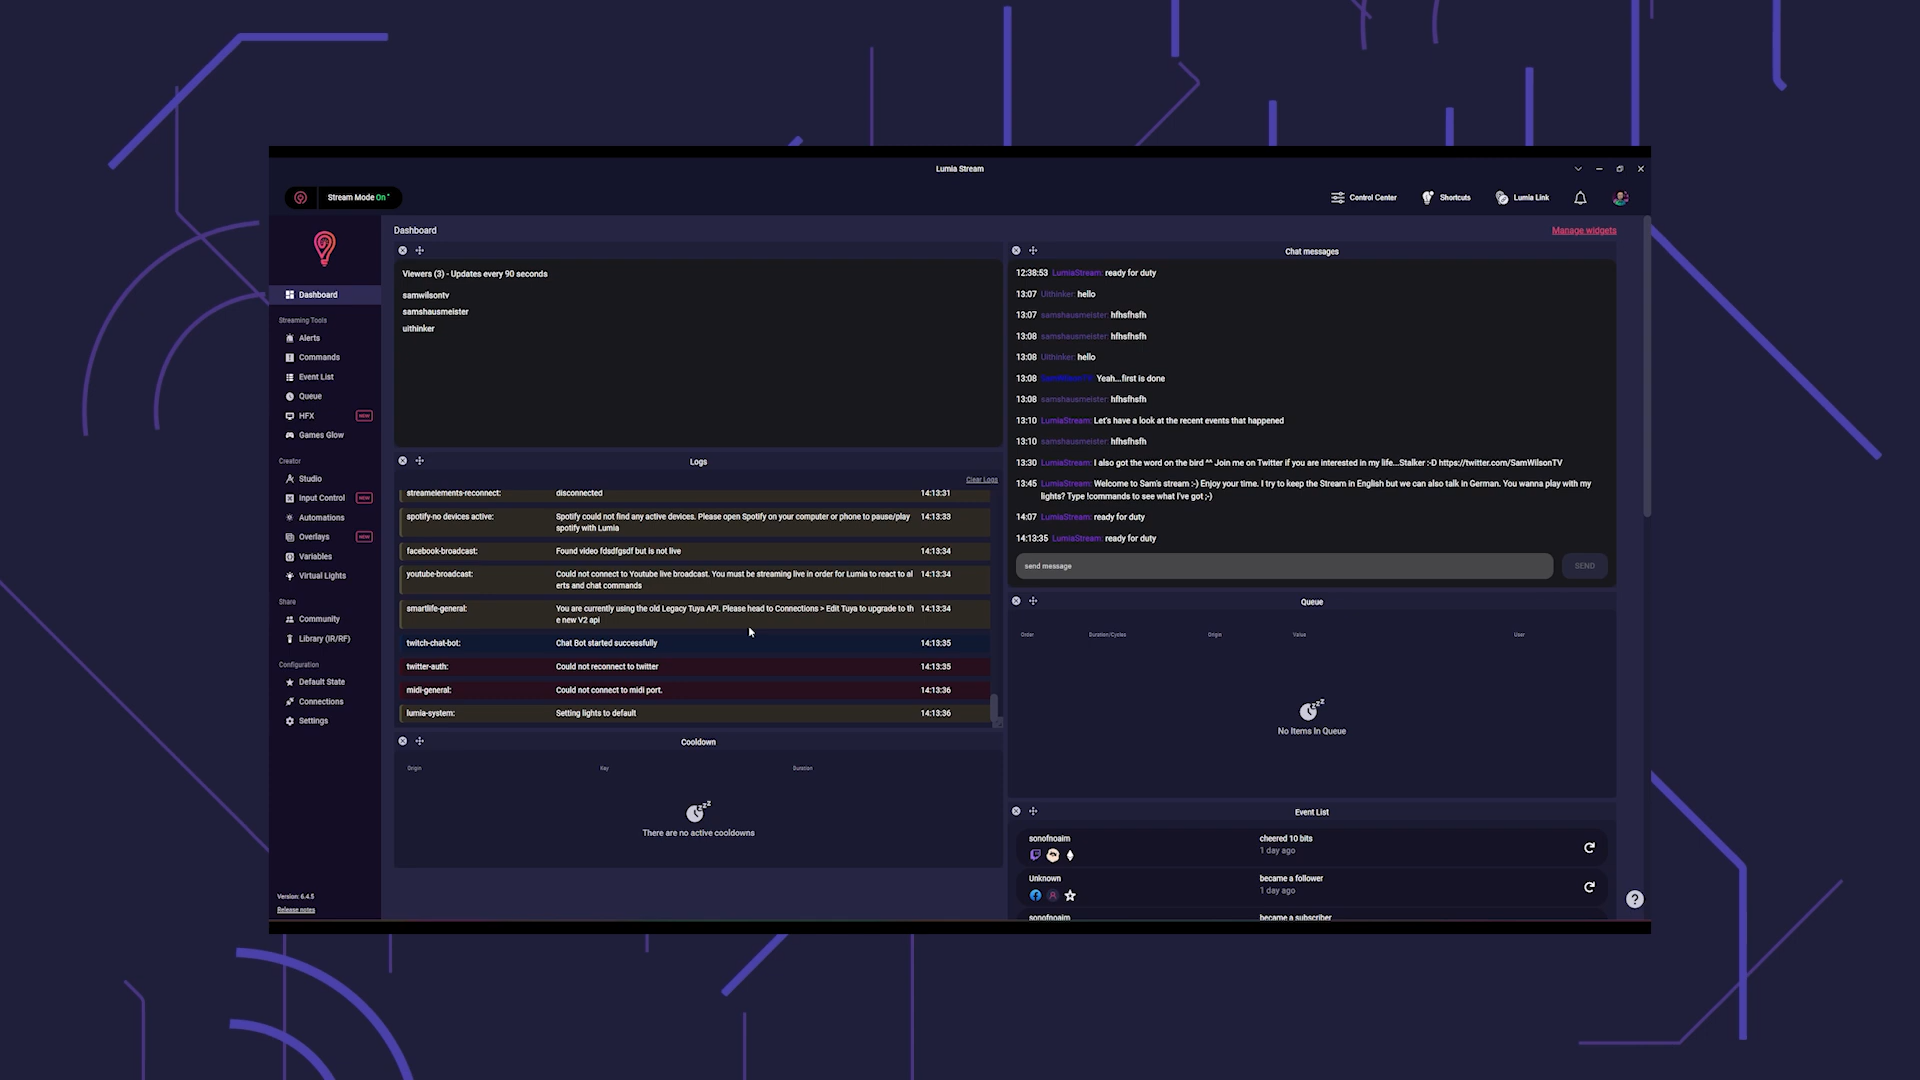 Lumia Stream
Stream Mode On
Control Center
Shortcuts
Lumia Link
Dashboard
Manage widgets
Dashboard
Streaming Tools
Alerts
Commands
Event List
Queue
HFX
NEW
Games Glow
Creator
Studio
Input Control
NEW
Automations
Overlays
NEW
Variables
Virtual Lights
Share
Community
Library (IR/RF)
Configuration
Default State
Connections
Settings
Version: 6.4.5
Release notes
Viewers (3) - Updates every 90 seconds
samwilsontv
samshausmeister
uithinker
Logs
Clear Logs
streamelements-reconnect: disconnected 14:13:31
spotify-no devices active: Spotify could not find any active devices. Please open Spotify on your computer or phone to pause/play 14:13:33
spotify with Lumia
facebook-broadcast: Found video fdsdfgsdf but is not live 14:13:34
youtube-broadcast: Could not connect to Youtube live broadcast. You must be streaming live in order for Lumia to react to al 14:13:34
erts and chat commands
smartlife-general: You are currently using the old Legacy Tuya API. Please head to Connections > Edit Tuya to upgrade to th 14:13:34
e new V2 api
twitch-chat-bot: Chat Bot started successfully 14:13:35
twitter-auth: Could not reconnect to twitter 14:13:35
midi-general: Could not connect to midi port. 14:13:36
lumia-system: Setting lights to default 14:13:36
Cooldown
Origin Key Duration
There are no active cooldowns
Chat messages
12:38:53 LumiaStream: ready for duty
13:07 Uithinker: hello
13:07 samshausmeister: hfhsfhsfh
13:08 samshausmeister: hfhsfhsfh
13:08 Uithinker: hello
13:08 SamWilsonTV: Yeah...first is done
13:08 samshausmeister: hfhsfhsfh
13:10 LumiaStream: Let's have a look at the recent events that happened
13:10 samshausmeister: hfhsfhsfh
13:30 LumiaStream: I also got the word on the bird ^^ Join me on Twitter if you are interested in my life...Stalker :-D https://twitter.com/SamWilsonTV
13:45 LumiaStream: Welcome to Sam's stream :-) Enjoy your time. I try to keep the Stream in English but we can also talk in German. You wanna play with my
lights? Type !commands to see what I've got ;-)
14:07 LumiaStream: ready for duty
14:13:35 LumiaStream: ready for duty
send message
SEND
Queue
Order Duration/Cycles Origin Value User
No Items In Queue
Event List
sonofnoaim cheered 10 bits
1 day ago
Unknown became a follower
1 day ago
sonofnoaim became a subscriber